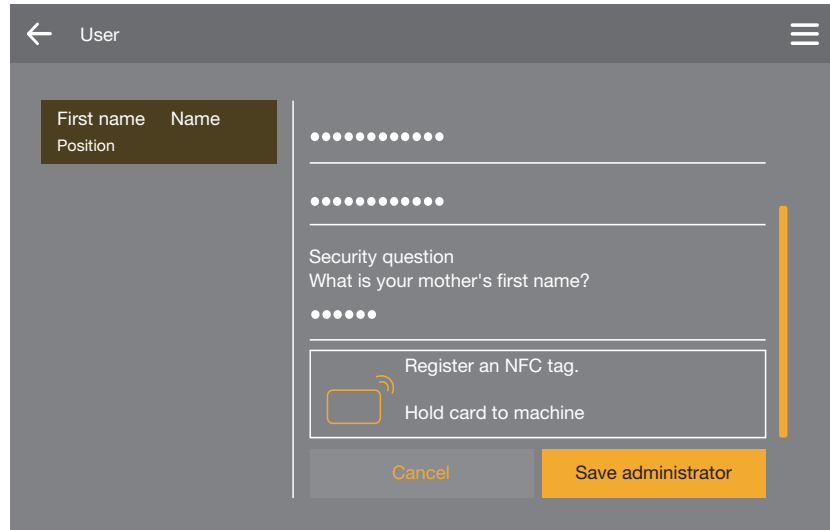 User
First name Name
Position
●●●●●●●●●●●●
●●●●●●●●●●●●
Security question
What is your mother's first name?
●●●●●●
Register an NFC tag.
Hold card to machine
Cancel
Save administrator